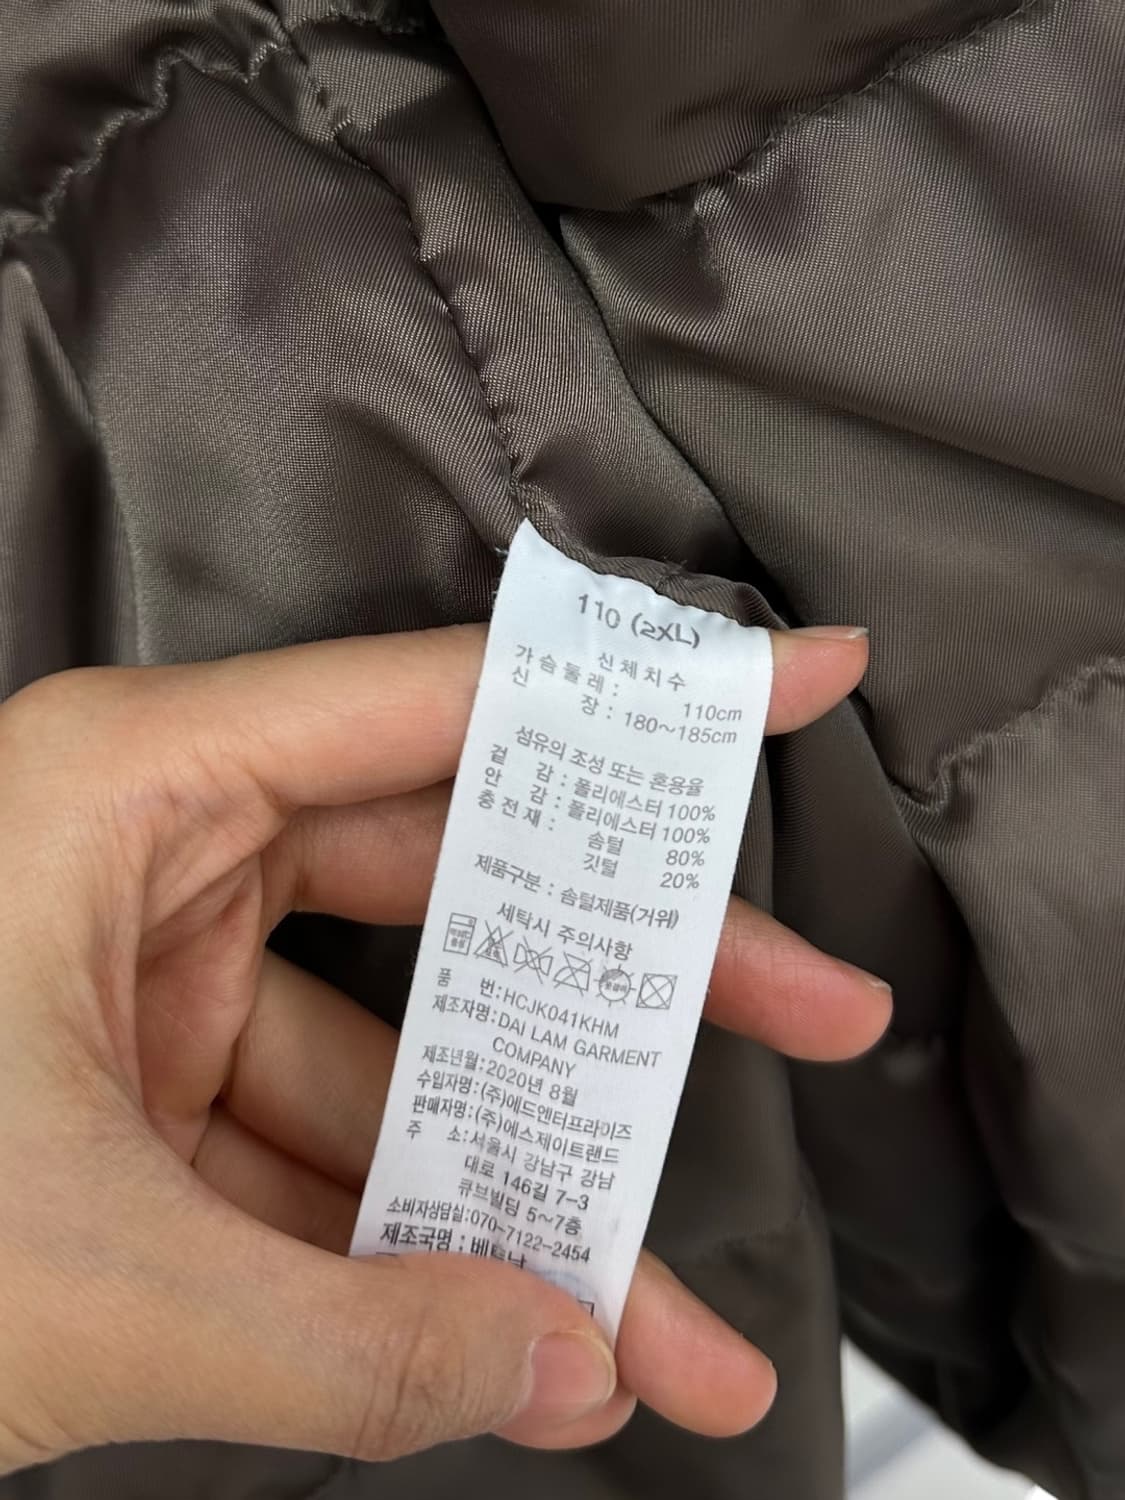 110 (2XL)
신체치수
가슴둘레 : 110cm
신 장 : 180~185cm
섬유의 조성 또는 혼용율
겉 감 : 폴리에스터 100%
안 감 : 폴리에스터 100%
충전재 : 솜털 80%
깃털 20%
제품구분 : 솜털제품(거위)
세탁시 주의사항
품 번:HCJK041KHM
제조자명:DAI LAM GARMENT
COMPANY
제조년월:2020년 8월
수입자명:(주)에드엔터프라이즈
판매자명:(주)에스제이트랜드
주 소:서울시 강남구 강남
대로 146길 7-3
큐브빌딩 5~7층
소비자상담실:070-7122-2454
제조국명 : 베트남